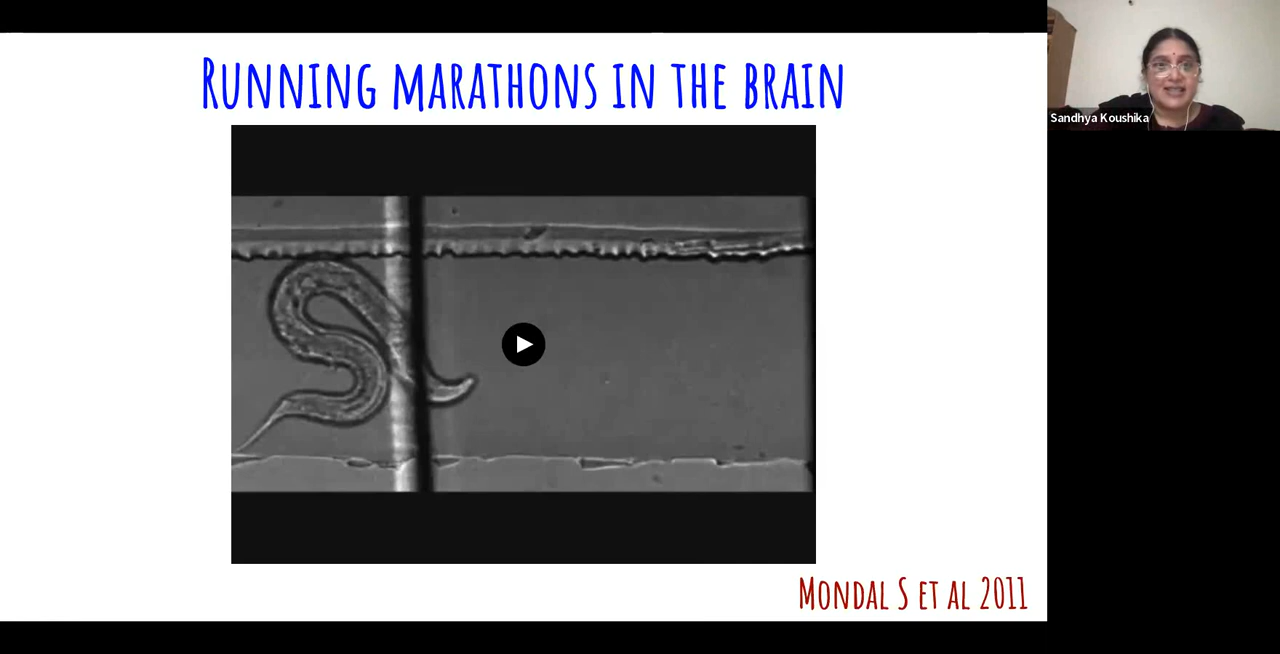 Running marathons in the brain
Sandhya Koushika
Mondal S et al 2011